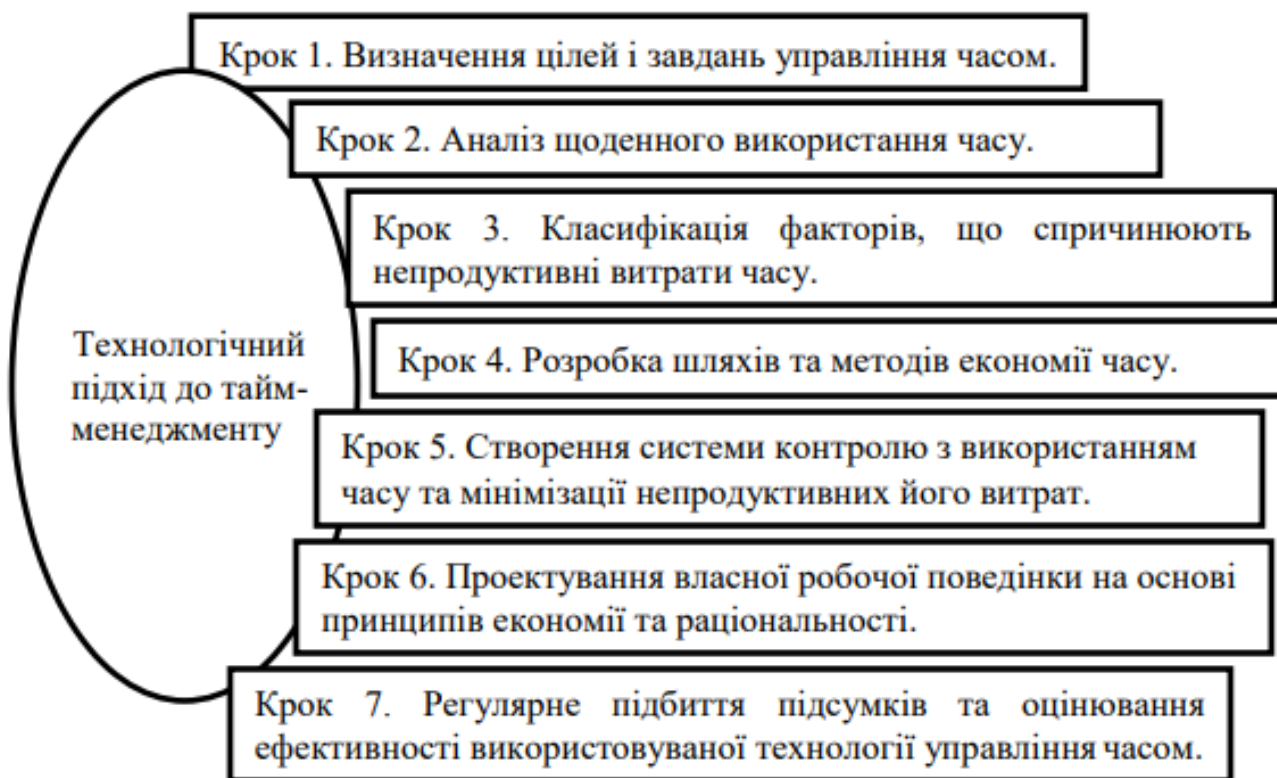 Крок 1. Визначення цілей і завдань управління часом.
Крок 2. Аналіз щоденного використання часу.
Крок 3. Класифікація факторів, що спричинюють
непродуктивні витрати часу.
Технологічний
підхід до тайм-
менеджменту
Крок 4. Розробка шляхів та методів економії часу.
Крок 5. Створення системи контролю з використанням
часу та мінімізації непродуктивних його витрат.
Крок 6. Проектування власної робочої поведінки на основі
принципів економії та раціональності.
Крок 7. Регулярне підбиття підсумків та оцінювання
ефективності використовуваної технології управління часом.